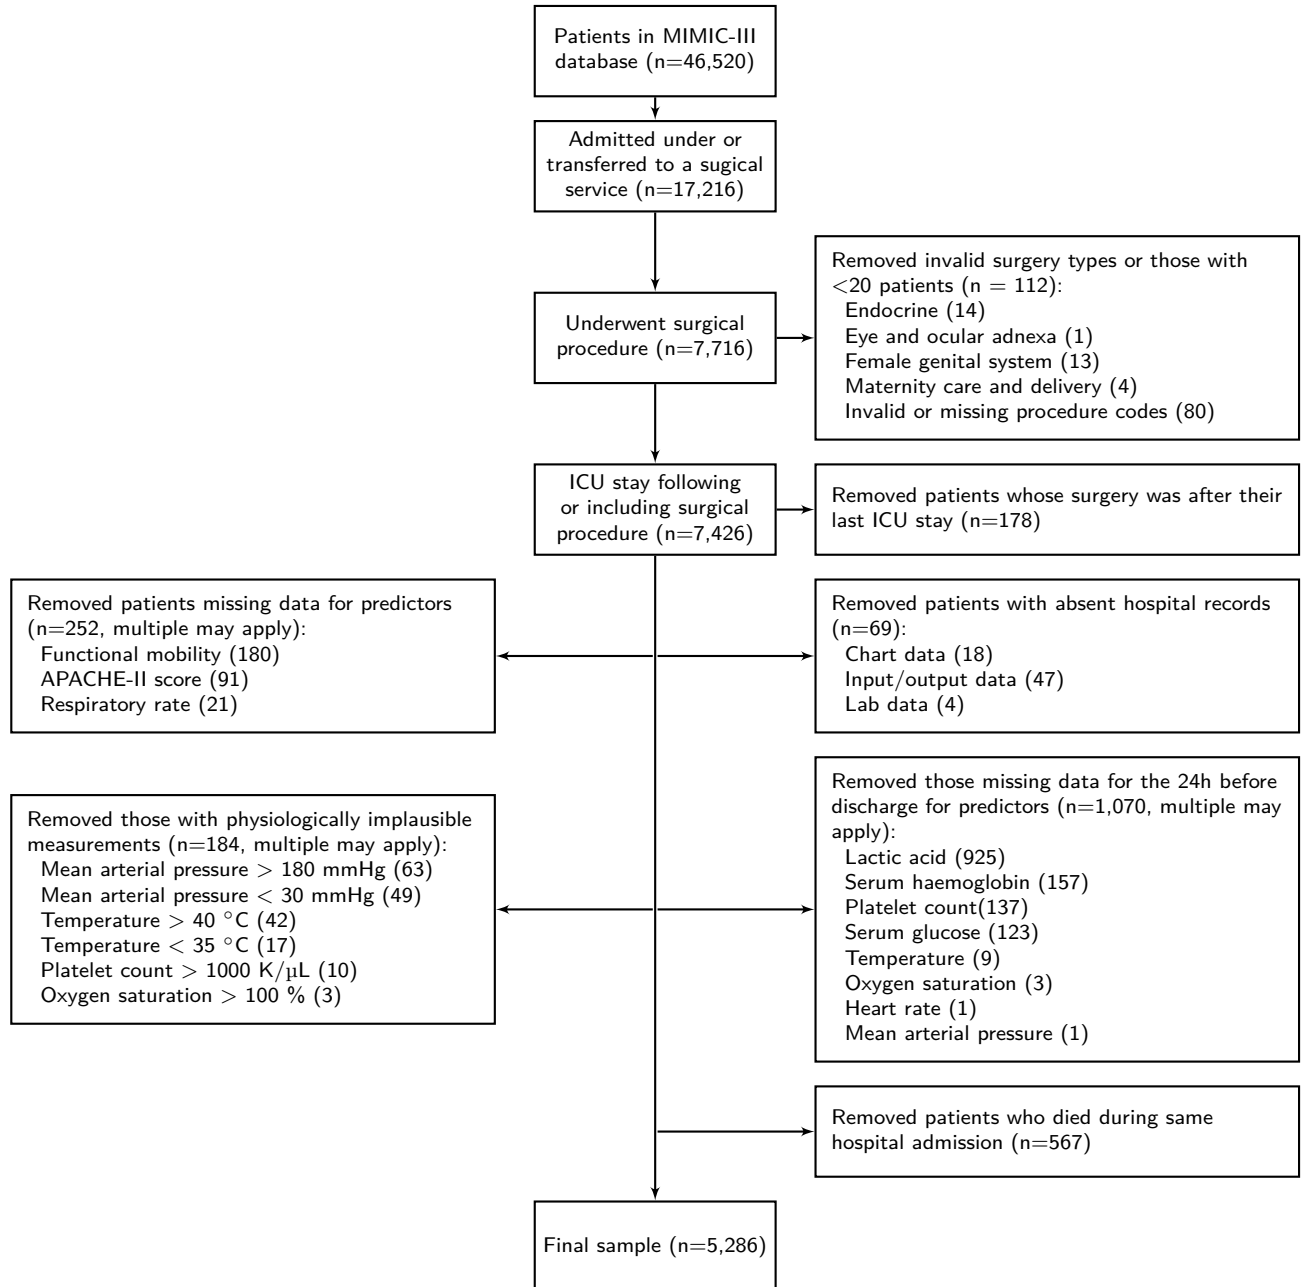 Patients in MIMIC-III
database (n=46,520)
Admitted under or
transferred to a sugical
service (n=17,216)
Underwent surgical
procedure (n=7,716)
Removed invalid surgery types or those with
<20 patients (n = 112):
Endocrine (14)
Eye and ocular adnexa (1)
Female genital system (13)
Maternity care and delivery (4)
Invalid or missing procedure codes (80)
ICU stay following
or including surgical
procedure (n=7,426)
Removed patients whose surgery was after their
last ICU stay (n=178)
Removed patients missing data for predictors
(n=252, multiple may apply):
Functional mobility (180)
APACHE-II score (91)
Respiratory rate (21)
Removed patients with absent hospital records
(n=69):
Chart data (18)
Input/output data (47)
Lab data (4)
Removed those with physiologically implausible
measurements (n=184, multiple may apply):
Mean arterial pressure > 180 mmHg (63)
Mean arterial pressure < 30 mmHg (49)
Temperature > 40 °C (42)
Temperature < 35 °C (17)
Platelet count > 1000 K/µL (10)
Oxygen saturation > 100 % (3)
Removed those missing data for the 24h before
discharge for predictors (n=1,070, multiple may
apply):
Lactic acid (925)
Serum haemoglobin (157)
Platelet count(137)
Serum glucose (123)
Temperature (9)
Oxygen saturation (3)
Heart rate (1)
Mean arterial pressure (1)
Removed patients who died during same
hospital admission (n=567)
Final sample (n=5,286)